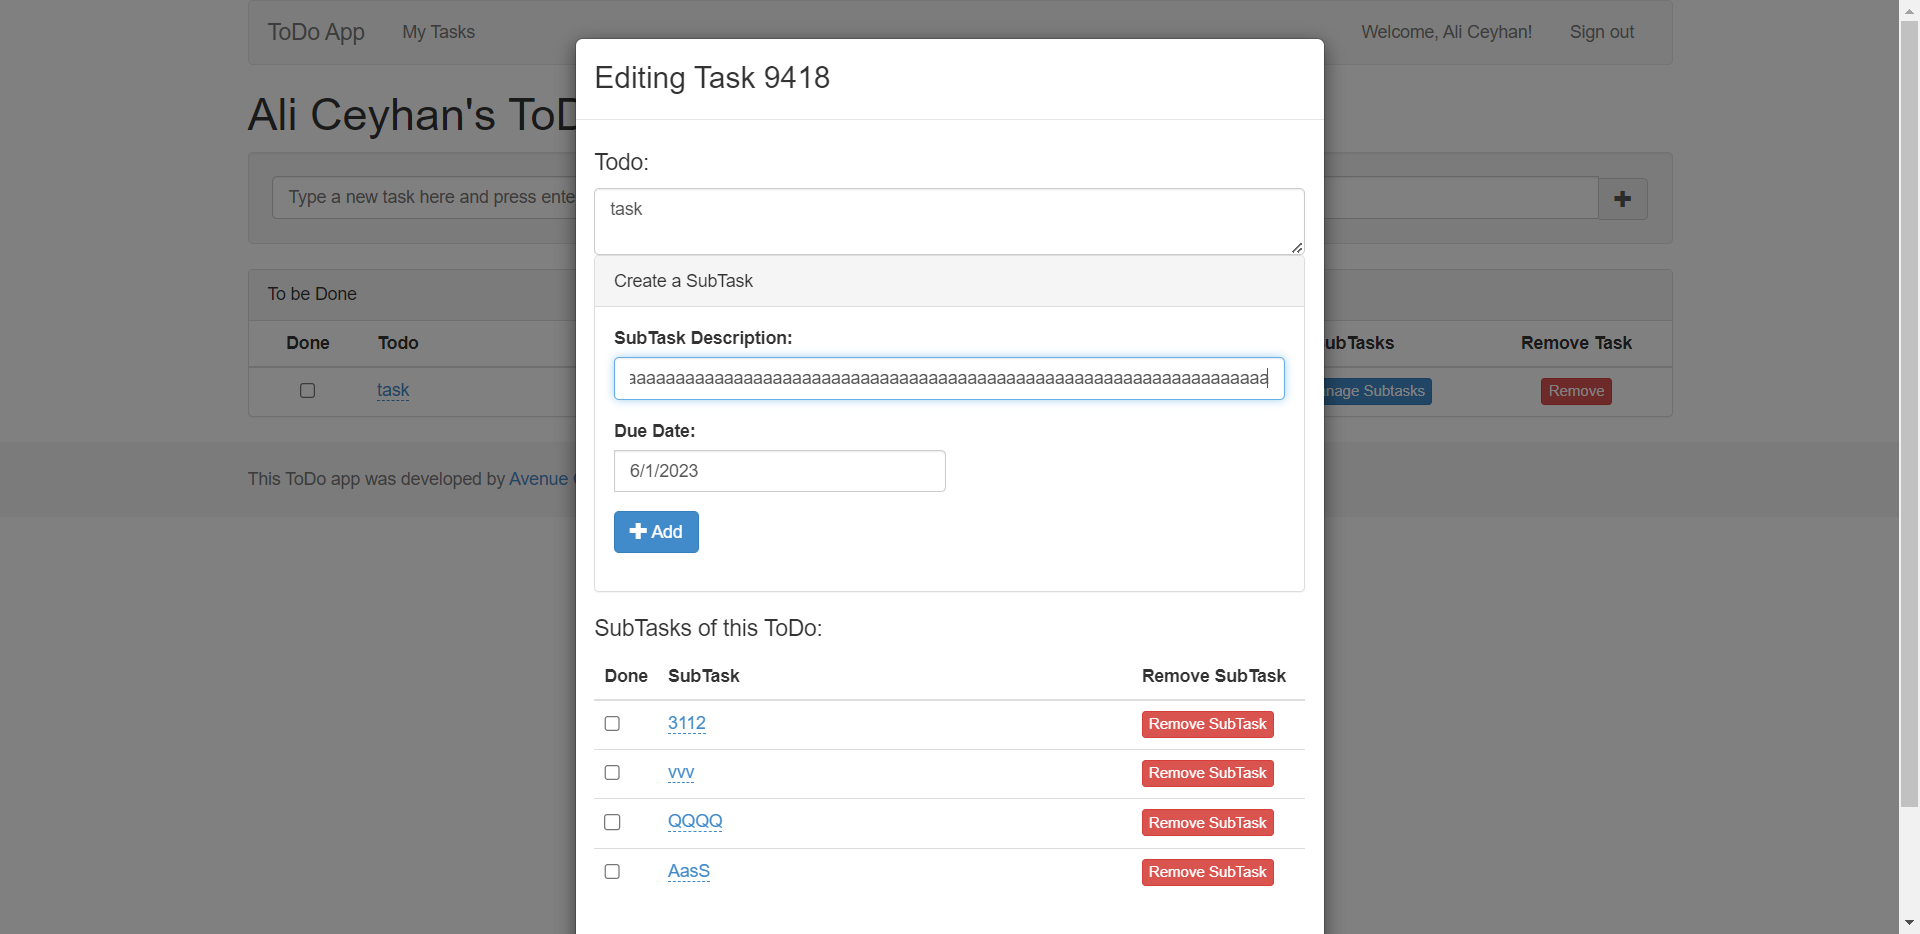 ToDo App My Tasks Welcome, Ali Ceyhan! Sign out
Ali Ceyhan's ToD
Type a new task here and press ente
To be Done
Done Todo ubTasks Remove Task
task nage Subtasks Remove
This ToDo app was developed by Avenue
Editing Task 9418
Todo:
task
Create a SubTask
SubTask Description:
aaaaaaaaaaaaaaaaaaaaaaaaaaaaaaaaaaaaaaaaaaaaaaaaaaaaaaaaaaaaaaaaaa
Due Date:
6/1/2023
Add
SubTasks of this ToDo:
Done SubTask Remove SubTask
3112 Remove SubTask
vvv Remove SubTask
QQQQ Remove SubTask
AasS Remove SubTask